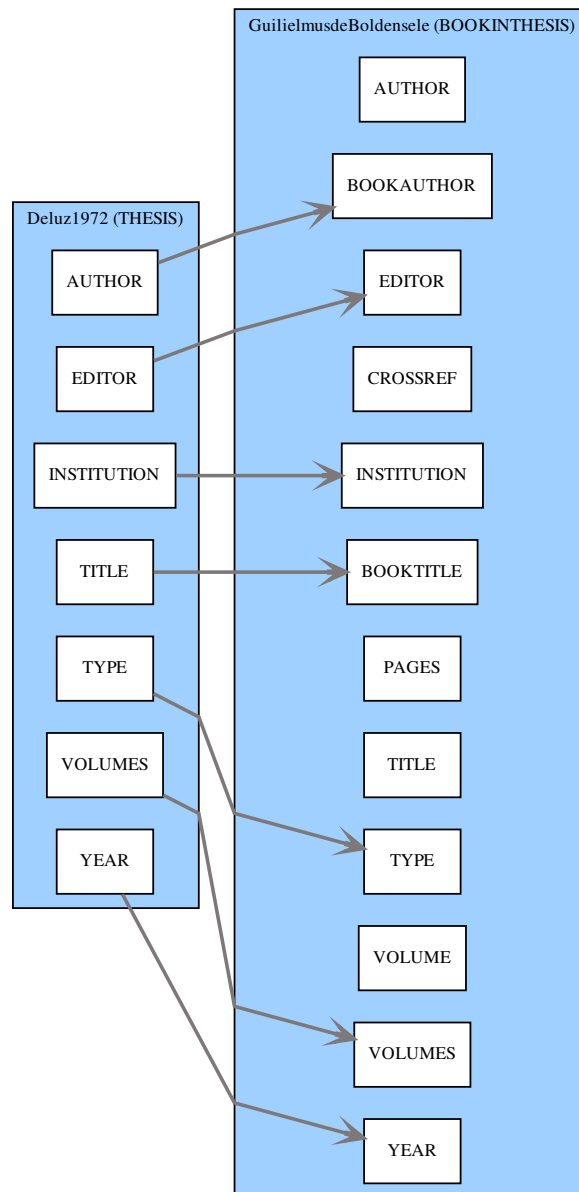 Deluz1972 (THESIS)
AUTHOR
EDITOR
INSTITUTION
TITLE
TYPE
VOLUMES
YEAR
GuilielmusdeBoldensele (BOOKINTHESIS)
AUTHOR
BOOKAUTHOR
EDITOR
CROSSREF
INSTITUTION
BOOKTITLE
PAGES
TITLE
TYPE
VOLUME
VOLUMES
YEAR